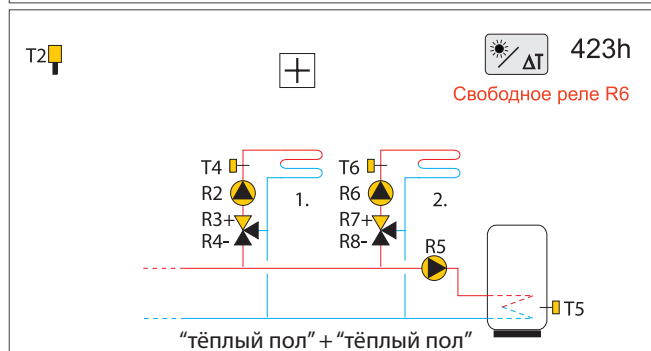 T2
+
ΔT
423h
Свободное реле R6
T4
T6
R2
R6
1.
2.
R3+
R7+
R4-
R8-
R5
T5
“тёплый пол” + “тёплый пол”